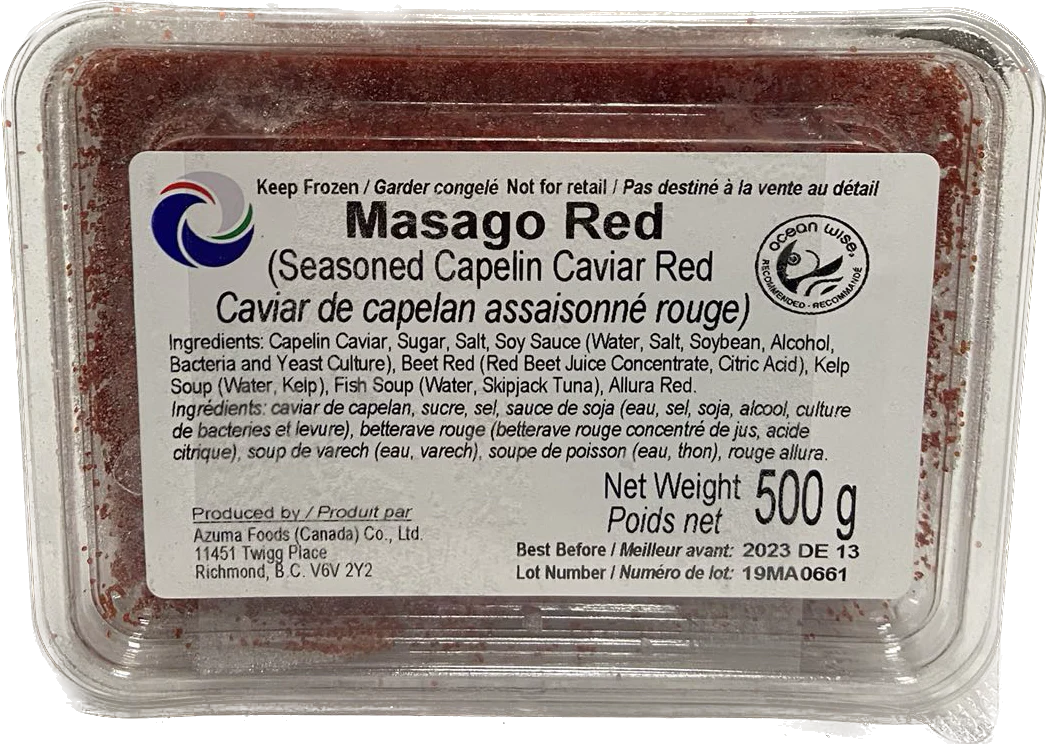 Keep Frozen / Garder congelé Not for retail / Pas destiné à la vente au détail
Masago Red
(Seasoned Capelin Caviar Red
Caviar de capelan assaisonné rouge)
ocean wise.
RECOMMENDED - RECOMMANDÉ
Ingredients: Capelin Caviar, Sugar, Salt, Soy Sauce (Water, Salt, Soybean, Alcohol,
Bacteria and Yeast Culture), Beet Red (Red Beet Juice Concentrate, Citric Acid), Kelp
Soup (Water, Kelp), Fish Soup (Water, Skipjack Tuna), Allura Red.
Ingrédients: caviar de capelan, sucre, sel, sauce de soja (eau, sel, soja, alcool, culture
de bacteries et levure), betterave rouge (betterave rouge concentré de jus, acide
citrique), soup de varech (eau, varech), soupe de poisson (eau, thon), rouge allura.
Net Weight 500 g
Poids net
Produced by / Produit par
Azuma Foods (Canada) Co., Ltd.
11451 Twigg Place
Richmond, B.C. V6V 2Y2
Best Before / Meilleur avant: 2023 DE 13
Lot Number / Numéro de lot: 19MA0661